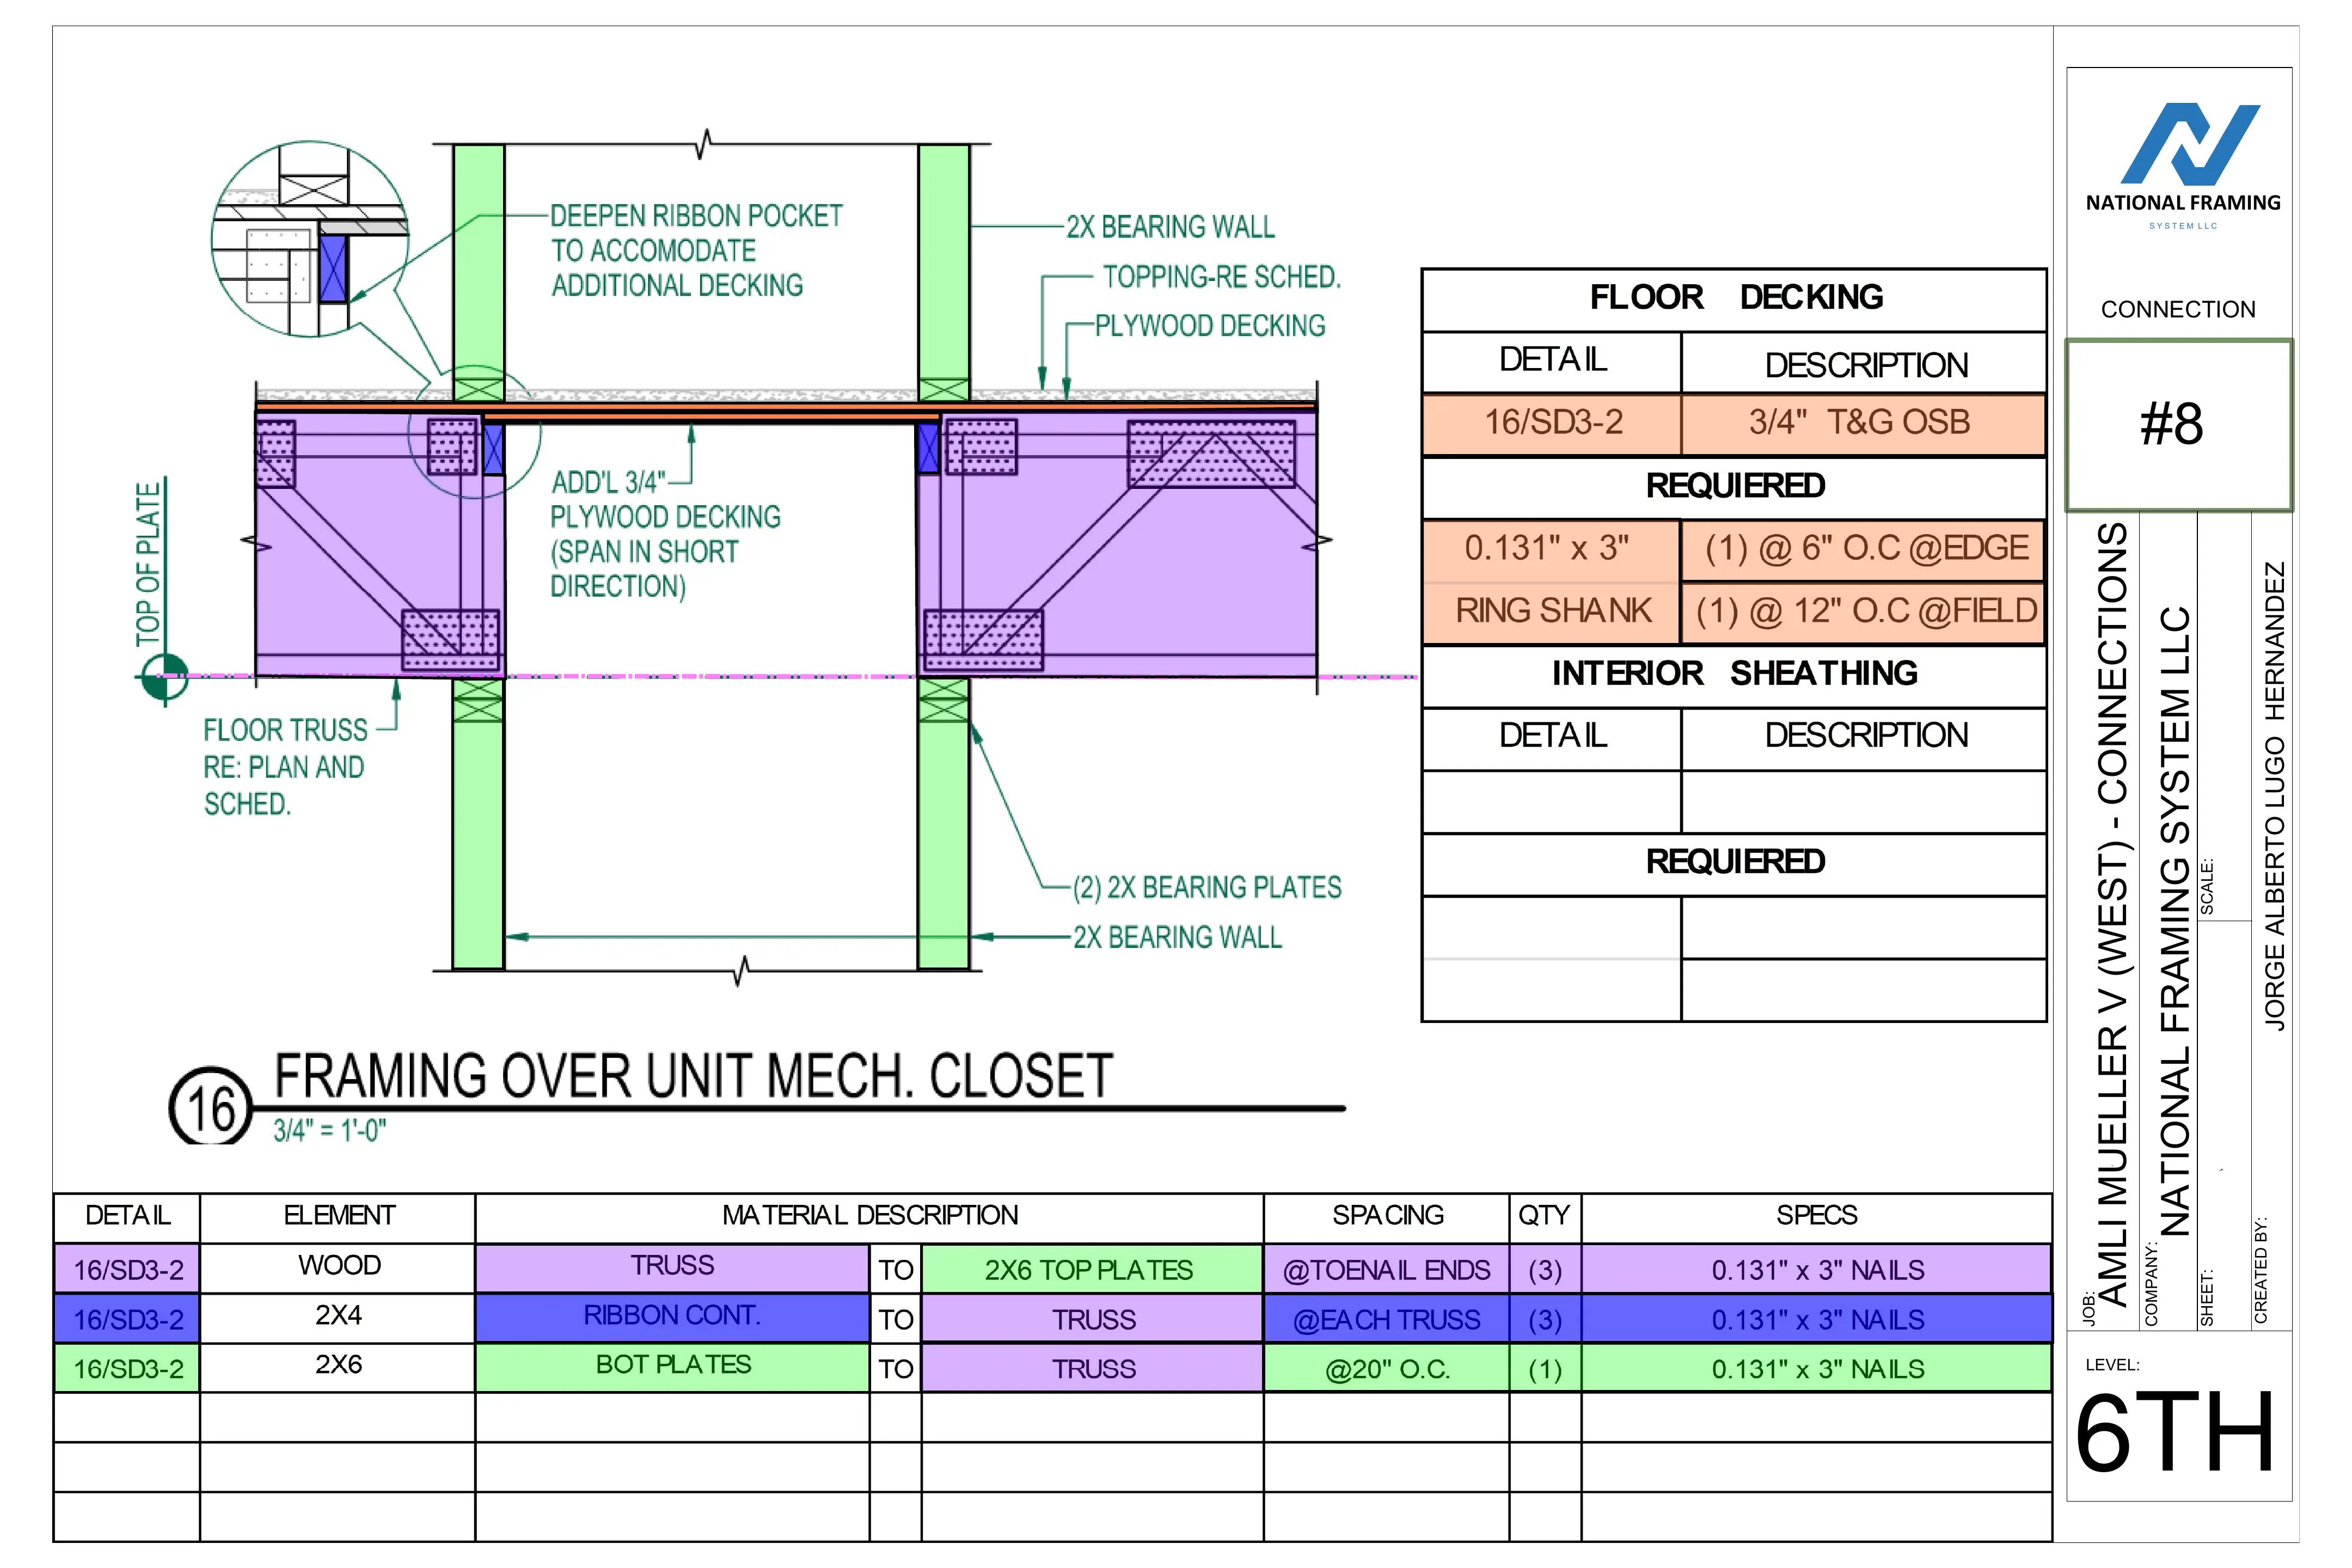 DEEPEN RIBBON POCKET
TO ACCOMODATE
ADDITIONAL DECKING
2X BEARING WALL
TOPPING-RE SCHED.
PLYWOOD DECKING
ADD'L 3/4"
PLYWOOD DECKING
(SPAN IN SHORT
DIRECTION)
TOP OF PLATE
FLOOR TRUSS
RE: PLAN AND
SCHED.
(2) 2X BEARING PLATES
2X BEARING WALL
16 FRAMING OVER UNIT MECH. CLOSET
3/4" = 1'-0"
FLOOR DECKING
DETAIL DESCRIPTION
16/SD3-2 3/4" T&G OSB
REQUIERED
0.131" x 3" (1) @ 6" O.C @EDGE
RING SHANK (1) @ 12" O.C @FIELD
INTERIOR SHEATHING
DETAIL DESCRIPTION
REQUIERED
DETAIL ELEMENT MATERIAL DESCRIPTION SPACING QTY SPECS
16/SD3-2 WOOD TRUSS TO 2X6 TOP PLATES @TOENAIL ENDS (3) 0.131" x 3" NAILS
16/SD3-2 2X4 RIBBON CONT. TO TRUSS @EACH TRUSS (3) 0.131" x 3" NAILS
16/SD3-2 2X6 BOT PLATES TO TRUSS @20" O.C. (1) 0.131" x 3" NAILS
NATIONAL FRAMING
SYSTEM LLC
CONNECTION
#8
JOB: AMLI MUELLER V (WEST) - CONNECTIONS
COMPANY: NATIONAL FRAMING SYSTEM LLC
SCALE:
SHEET:
CREATED BY: JORGE ALBERTO LUGO HERNANDEZ
LEVEL:
6TH